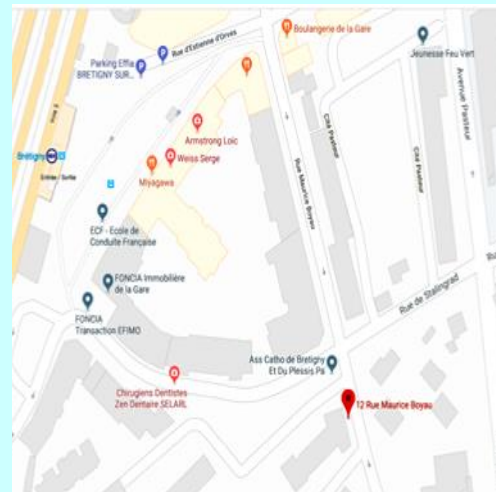 Boulangerie de la Gare
Rue d'Estienne d'Orves
Jeunesse Feu Vert
Parking Effia
BRETIGNY SUR...
Avenue Pasteur
Cité Pasteur
Cité Pasteur
Armstrong Loic
Weiss Serge
Brétigny
Entrée / Sortie
Miyagawa
Rue Maurice Boyau
ECF - Ecole de
Conduite Française
FONCIA Immobilière
de la Gare
Rue de Stalingrad
FONCIA
Transaction EFIMO
Ass Catho de Bretigny
Et Du Plessis Pa
Chirugiens Dentistes
Zen Dentaire SELARL
12 Rue Maurice Boyau